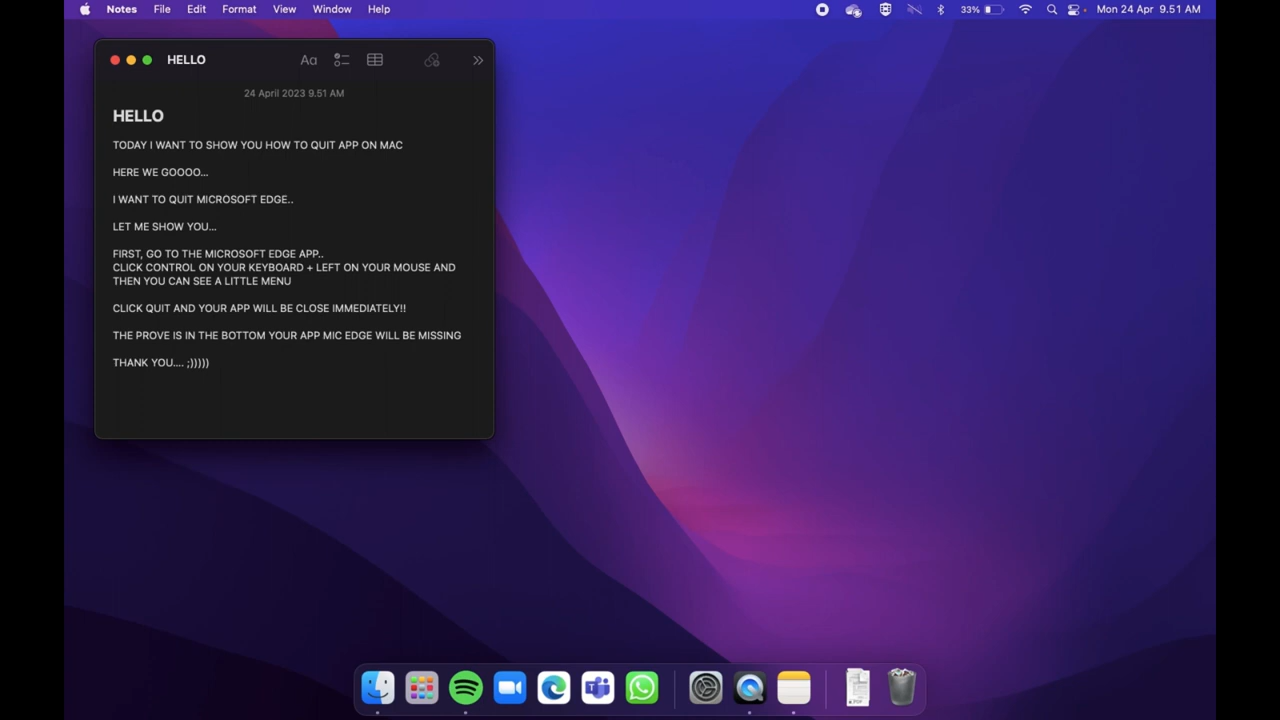 Notes File Edit Format View Window Help 33% Mon 24 Apr 9.51 AM
HELLO Aa
24 April 2023 9.51 AM
HELLO
TODAY I WANT TO SHOW YOU HOW TO QUIT APP ON MAC
HERE WE GOOOO...
I WANT TO QUIT MICROSOFT EDGE..
LET ME SHOW YOU...
FIRST, GO TO THE MICROSOFT EDGE APP..
CLICK CONTROL ON YOUR KEYBOARD + LEFT ON YOUR MOUSE AND
THEN YOU CAN SEE A LITTLE MENU
CLICK QUIT AND YOUR APP WILL BE CLOSE IMMEDIATELY!!
THE PROVE IS IN THE BOTTOM YOUR APP MIC EDGE WILL BE MISSING
THANK YOU.... ;)))))
PDF